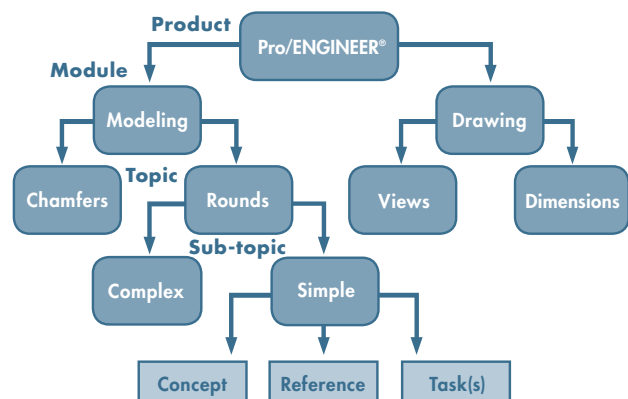 Product
Pro/ENGINEER®
Module
Modeling
Drawing
Topic
Chamfers
Rounds
Views
Dimensions
Sub-topic
Complex
Simple
Concept
Reference
Task(s)